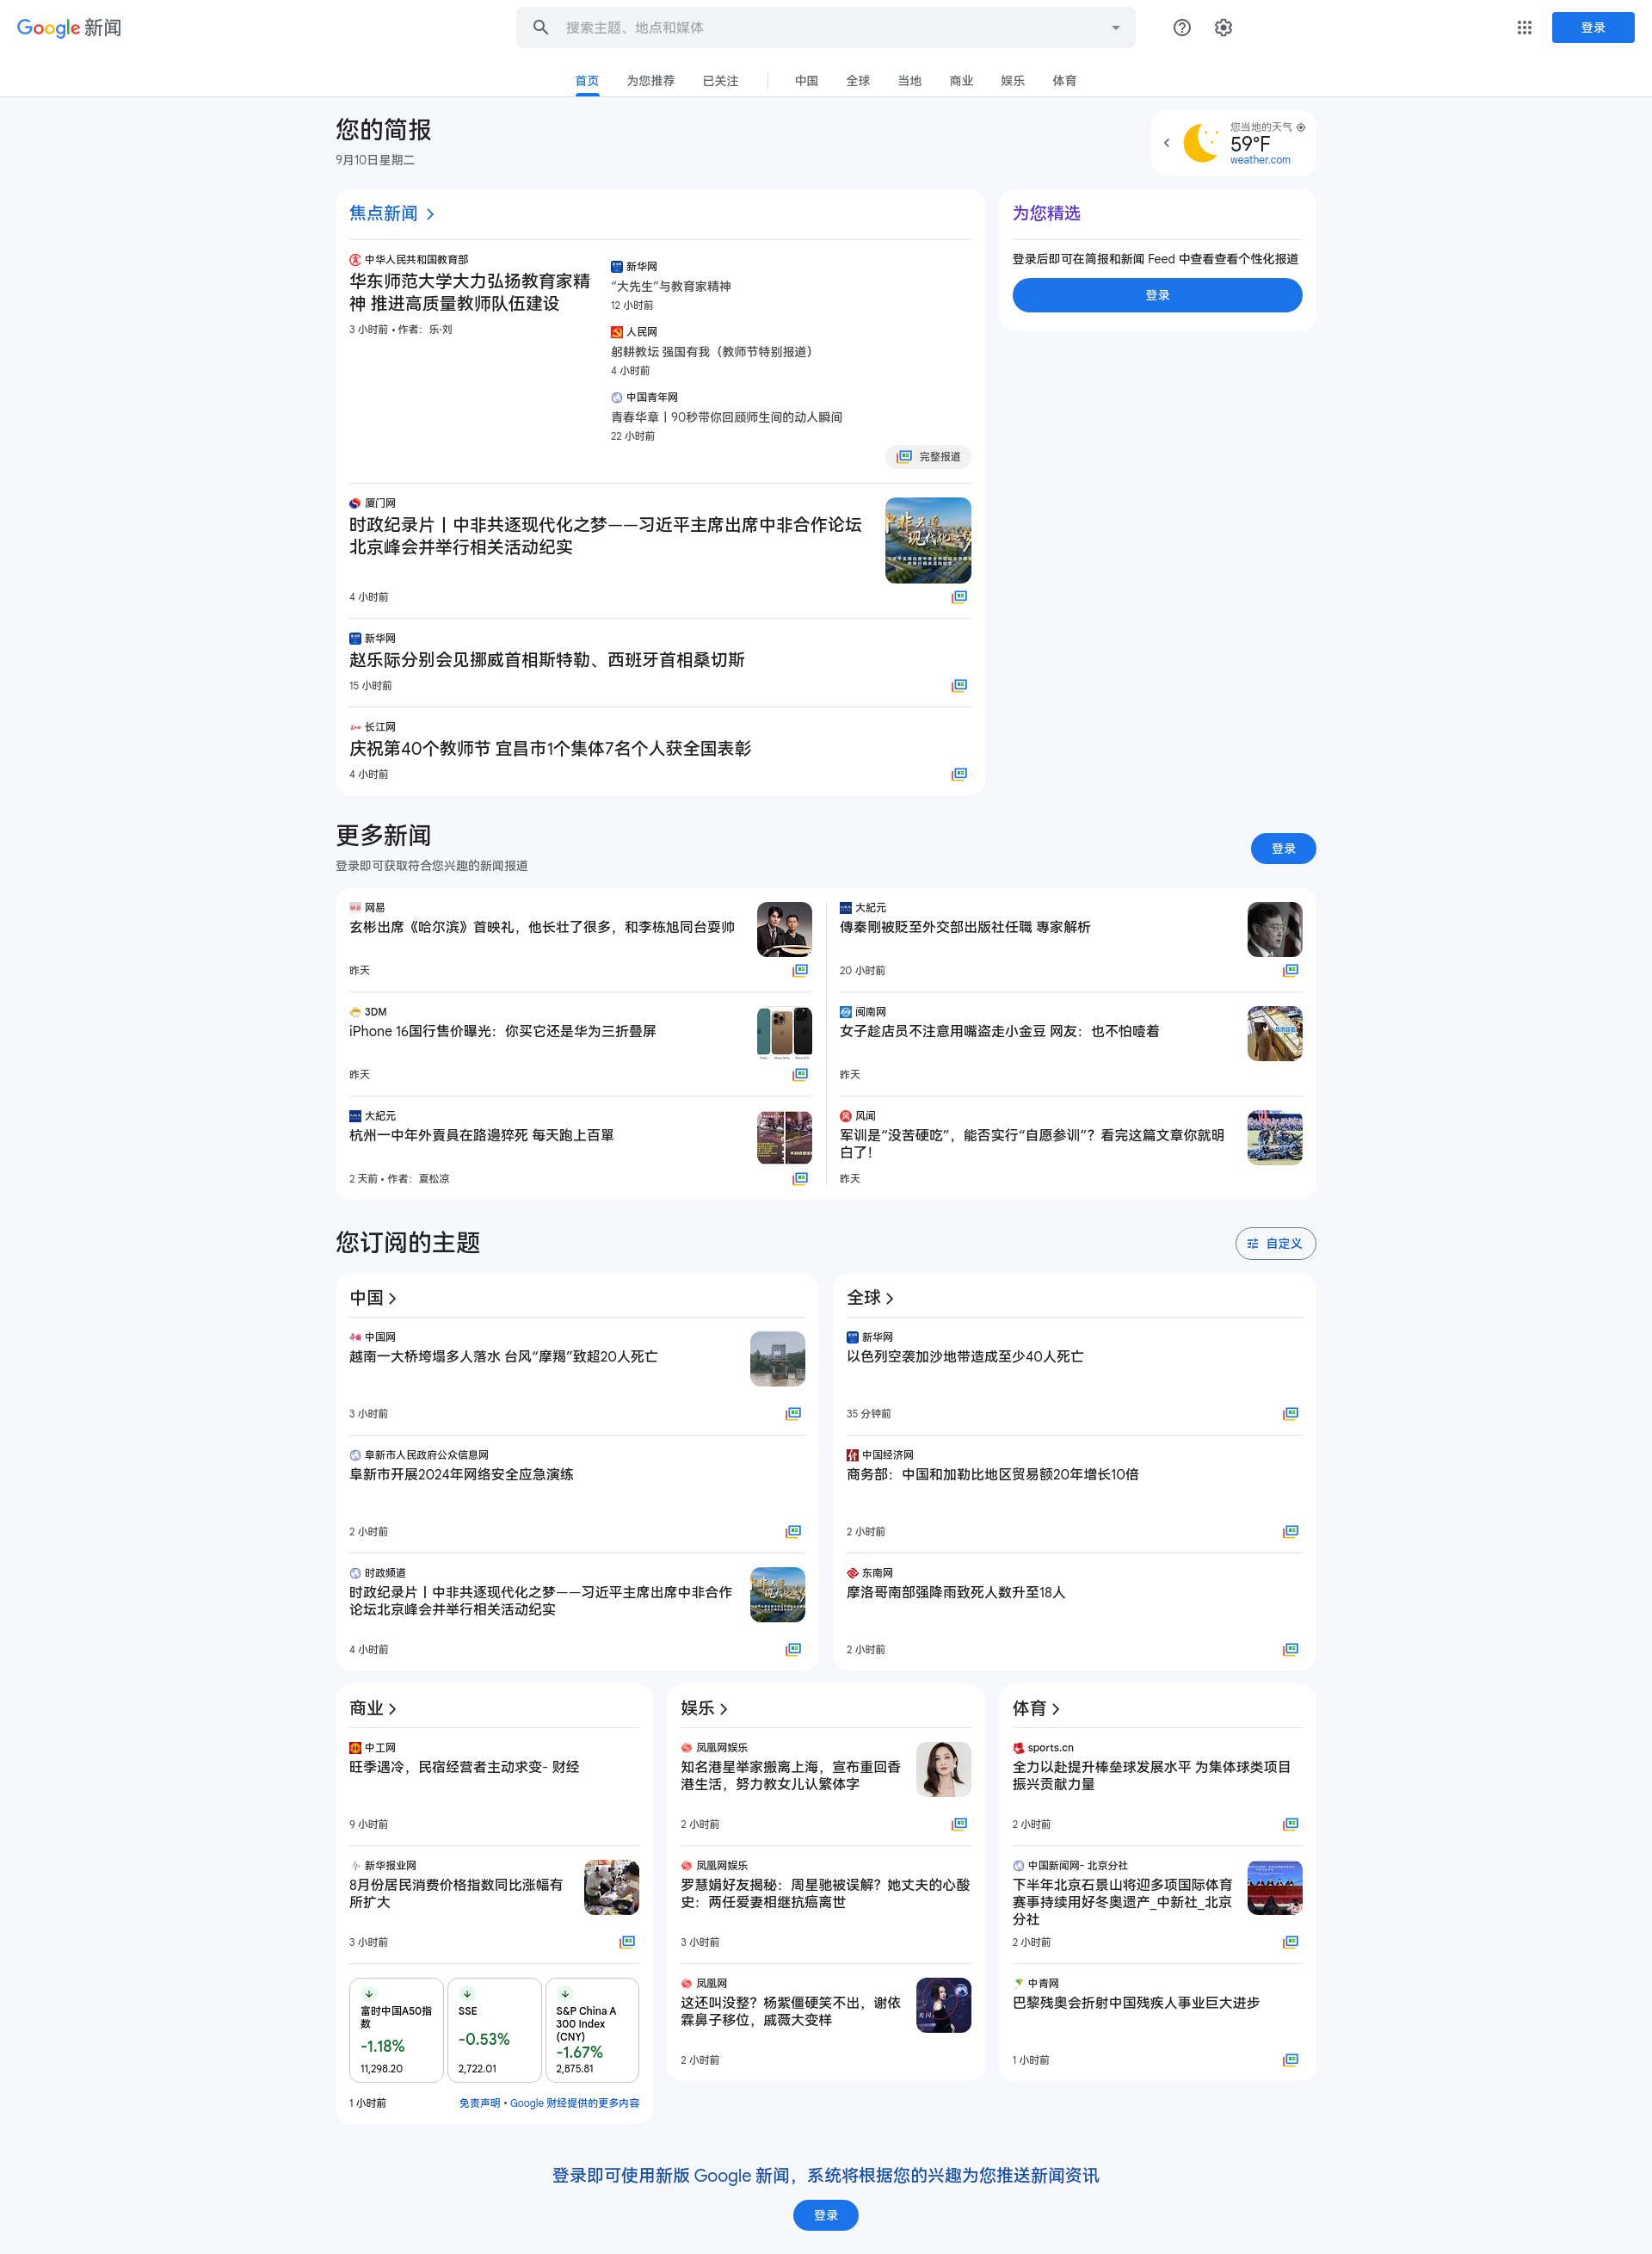 Google 新闻
搜索主题、地点和媒体
登录
首页
为您推荐
已关注
中国
全球
当地
商业
娱乐
体育
您的简报
9月10日星期二
您当地的天气
59°F
weather.com
焦点新闻
中华人民共和国教育部
华东师范大学大力弘扬教育家精
神 推进高质量教师队伍建设
3 小时前 • 作者：乐·刘
新华网
“大先生”与教育家精神
12 小时前
人民网
躬耕教坛 强国有我（教师节特别报道）
4 小时前
中国青年网
青春华章丨90秒带你回顾师生间的动人瞬间
22 小时前
完整报道
厦门网
时政纪录片丨中非共逐现代化之梦——习近平主席出席中非合作论坛
北京峰会并举行相关活动纪实
4 小时前
新华网
赵乐际分别会见挪威首相斯特勒、西班牙首相桑切斯
15 小时前
长江网
庆祝第40个教师节 宜昌市1个集体7名个人获全国表彰
4 小时前
为您精选
登录后即可在简报和新闻 Feed 中查看查看个性化报道
登录
更多新闻
登录即可获取符合您兴趣的新闻报道
登录
网易
玄彬出席《哈尔滨》首映礼，他长壮了很多，和李栋旭同台耍帅
昨天
3DM
iPhone 16国行售价曝光：你买它还是华为三折叠屏
昨天
大紀元
杭州一中年外賣員在路邊猝死 每天跑上百單
2 天前 • 作者：夏松凉
大紀元
傳秦剛被貶至外交部出版社任職 專家解析
20 小时前
闽南网
女子趁店员不注意用嘴盗走小金豆 网友：也不怕噎着
昨天
风闻
军训是“没苦硬吃”，能否实行“自愿参训”？看完这篇文章你就明
白了！
昨天
您订阅的主题
自定义
中国
中国网
越南一大桥垮塌多人落水 台风“摩羯”致超20人死亡
3 小时前
阜新市人民政府公众信息网
阜新市开展2024年网络安全应急演练
2 小时前
时政频道
时政纪录片丨中非共逐现代化之梦——习近平主席出席中非合作
论坛北京峰会并举行相关活动纪实
4 小时前
全球
新华网
以色列空袭加沙地带造成至少40人死亡
35 分钟前
中国经济网
商务部：中国和加勒比地区贸易额20年增长10倍
2 小时前
东南网
摩洛哥南部强降雨致死人数升至18人
2 小时前
商业
中工网
旺季遇冷，民宿经营者主动求变- 财经
9 小时前
新华报业网
8月份居民消费价格指数同比涨幅有
所扩大
3 小时前
富时中国A50指
数
-1.18%
11,298.20
SSE
-0.53%
2,722.01
S&P China A
300 Index
(CNY)
-1.67%
2,875.81
1 小时前
免责声明 • Google 财经提供的更多内容
娱乐
凤凰网娱乐
知名港星举家搬离上海，宣布重回香
港生活，努力教女儿认繁体字
2 小时前
凤凰网娱乐
罗慧娟好友揭秘：周星驰被误解？她丈夫的心酸
史：两任爱妻相继抗癌离世
3 小时前
凤凰网
这还叫没整？杨紫僵硬笑不出，谢依
霖鼻子移位，戚薇大变样
2 小时前
体育
sports.cn
全力以赴提升棒垒球发展水平 为集体球类项目
振兴贡献力量
2 小时前
中国新闻网- 北京分社
下半年北京石景山将迎多项国际体育
赛事持续用好冬奥遗产_中新社_北京
分社
2 小时前
中青网
巴黎残奥会折射中国残疾人事业巨大进步
1 小时前
登录即可使用新版 Google 新闻，系统将根据您的兴趣为您推送新闻资讯
登录